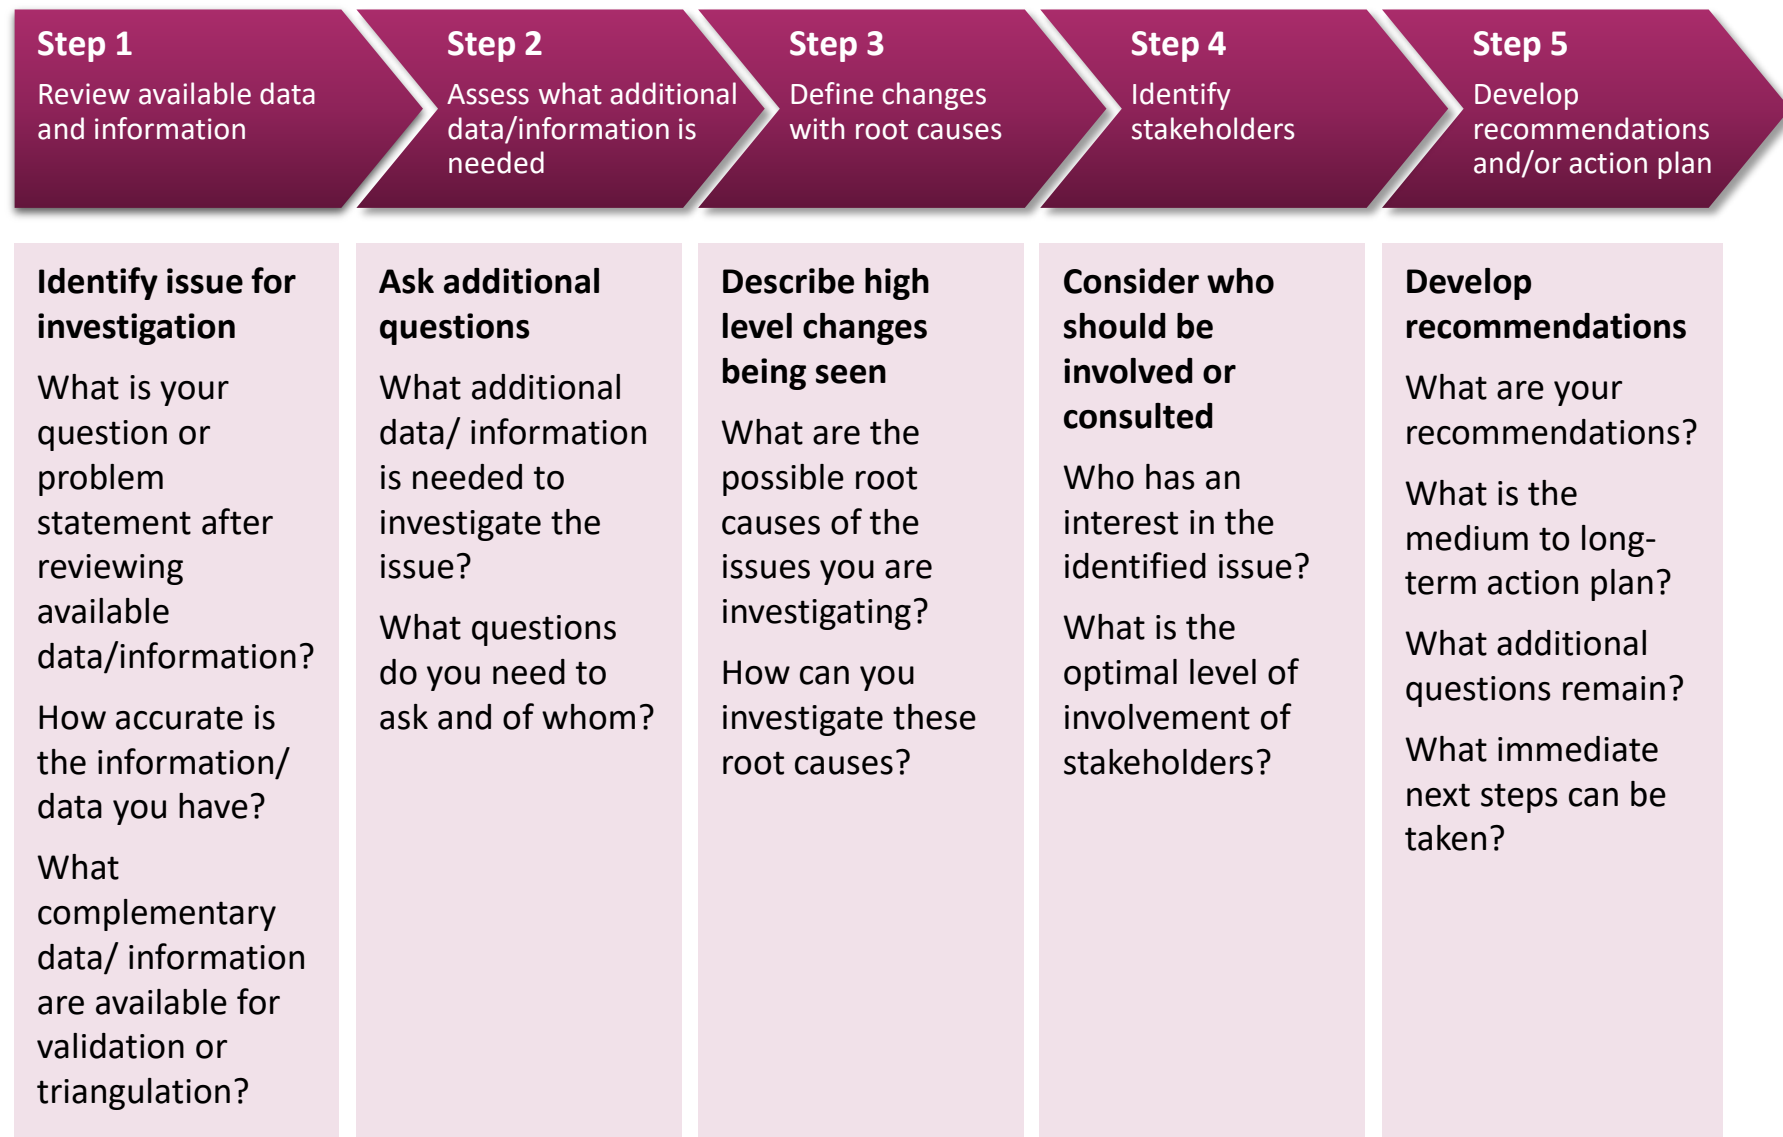 Step 1
Review available data
and information
Step 2
Assess what additional
data/information is
needed
Step 3
Define changes
with root causes
Step 4
Identify
stakeholders
Step 5
Develop
recommendations
and/or action plan
Identify issue for
investigation
What is your
question or
problem
statement after
reviewing
available
data/information?
How accurate is
the information/
data you have?
What
complementary
data/ information
are available for
validation or
triangulation?
Ask additional
questions
What additional
data/ information
is needed to
investigate the
issue?
What questions
do you need to
ask and of whom?
Describe high
level changes
being seen
What are the
possible root
causes of the
issues you are
investigating?
How can you
investigate these
root causes?
Consider who
should be
involved or
consulted
Who has an
interest in the
identified issue?
What is the
optimal level of
involvement of
stakeholders?
Develop
recommendations
What are your
recommendations?
What is the
medium to long-
term action plan?
What additional
questions remain?
What immediate
next steps can be
taken?